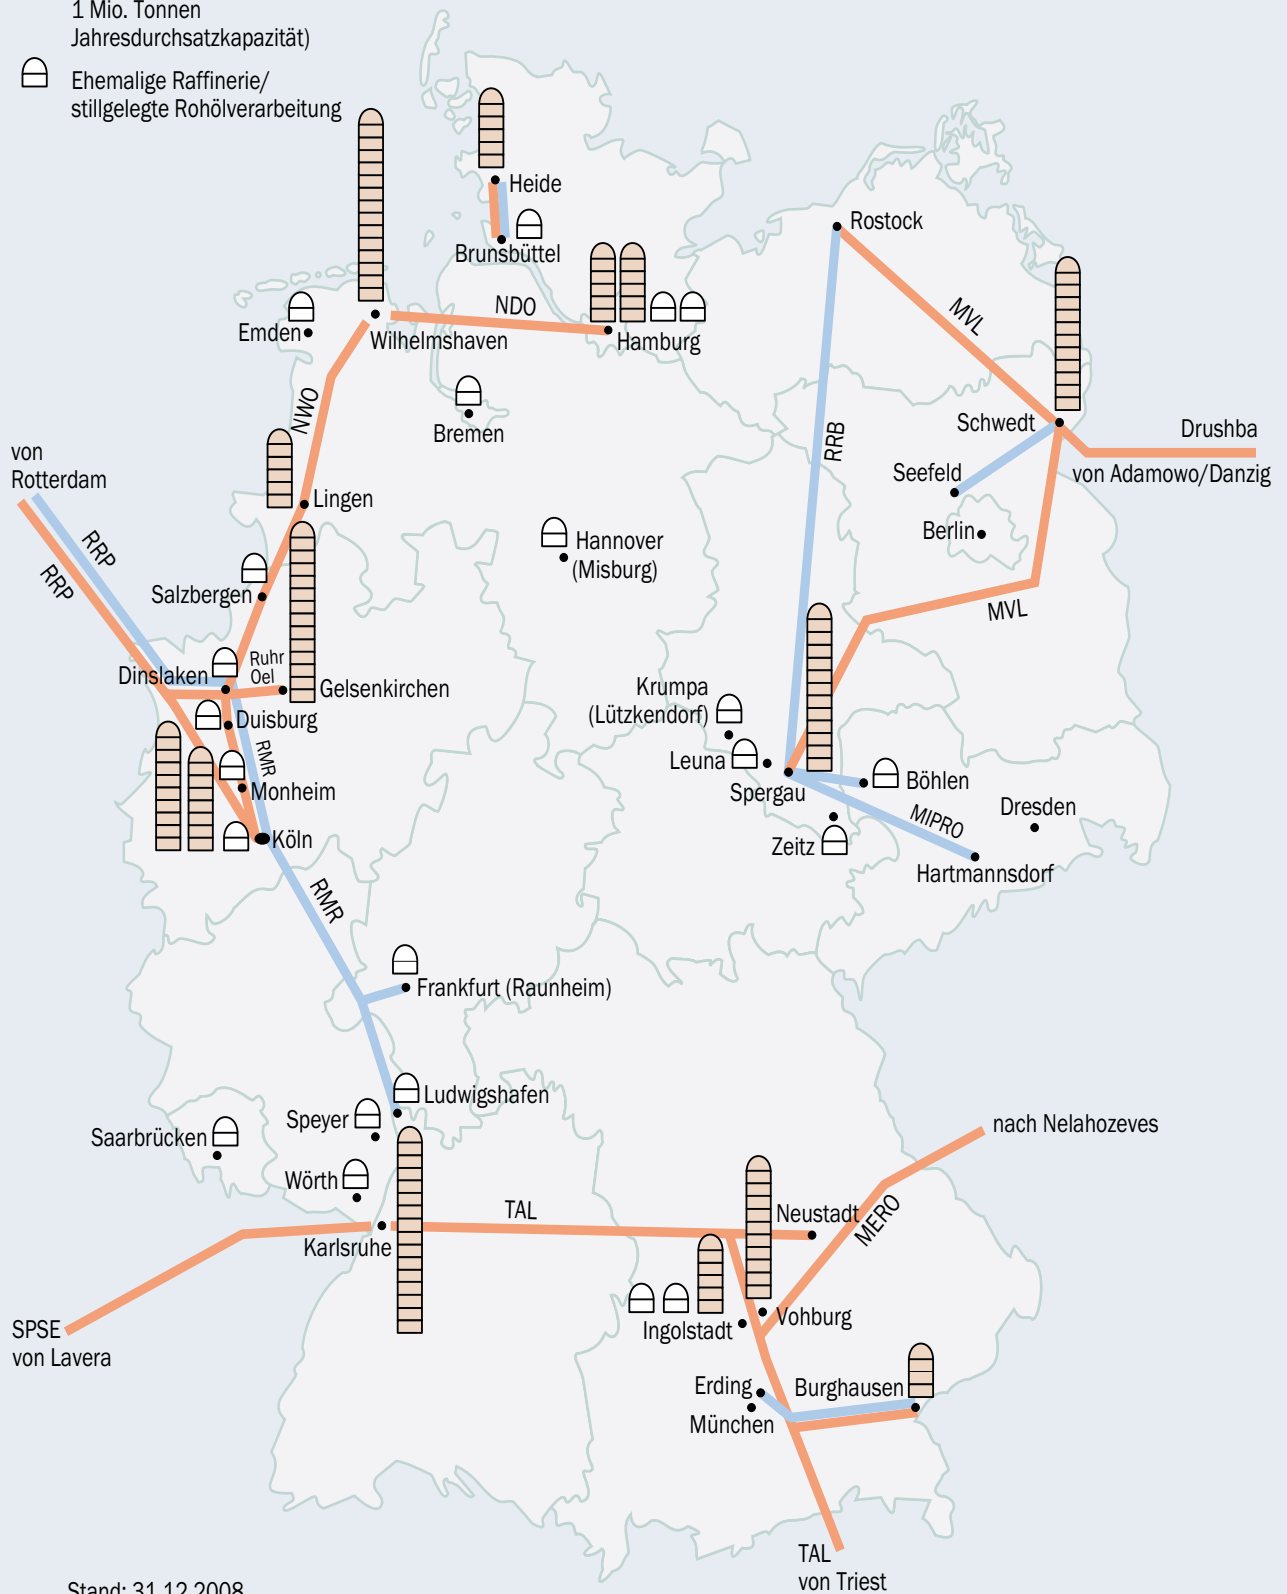 1 Mio. Tonnen
Jahresdurchsatzkapazität)
Ehemalige Raffinerie/
stillgelegte Rohölverarbeitung
Heide
Brunsbüttel
Rostock
NDO
MVL
Emden
Wilhelmshaven
Hamburg
NWO
Bremen
Schwedt
Drushba
von
Rotterdam
RRB
Seefeld
von Adamowo/Danzig
Lingen
Berlin
RRP
RRP
Hannover
(Misburg)
Salzbergen
MVL
Dinslaken
Ruhr
Oel
Gelsenkirchen
Krumpa
(Lützkendorf)
Duisburg
RMR
Leuna
Monheim
Spergau
Böhlen
Dresden
MIPRO
Köln
Zeitz
Hartmannsdorf
RMR
Frankfurt (Raunheim)
Ludwigshafen
Speyer
Saarbrücken
nach Nelahozeves
Wörth
TAL
Neustadt
MERO
Karlsruhe
SPSE
von Lavera
Ingolstadt
Vohburg
Erding
Burghausen
München
TAL
von Triest
Stand: 31.12.2008